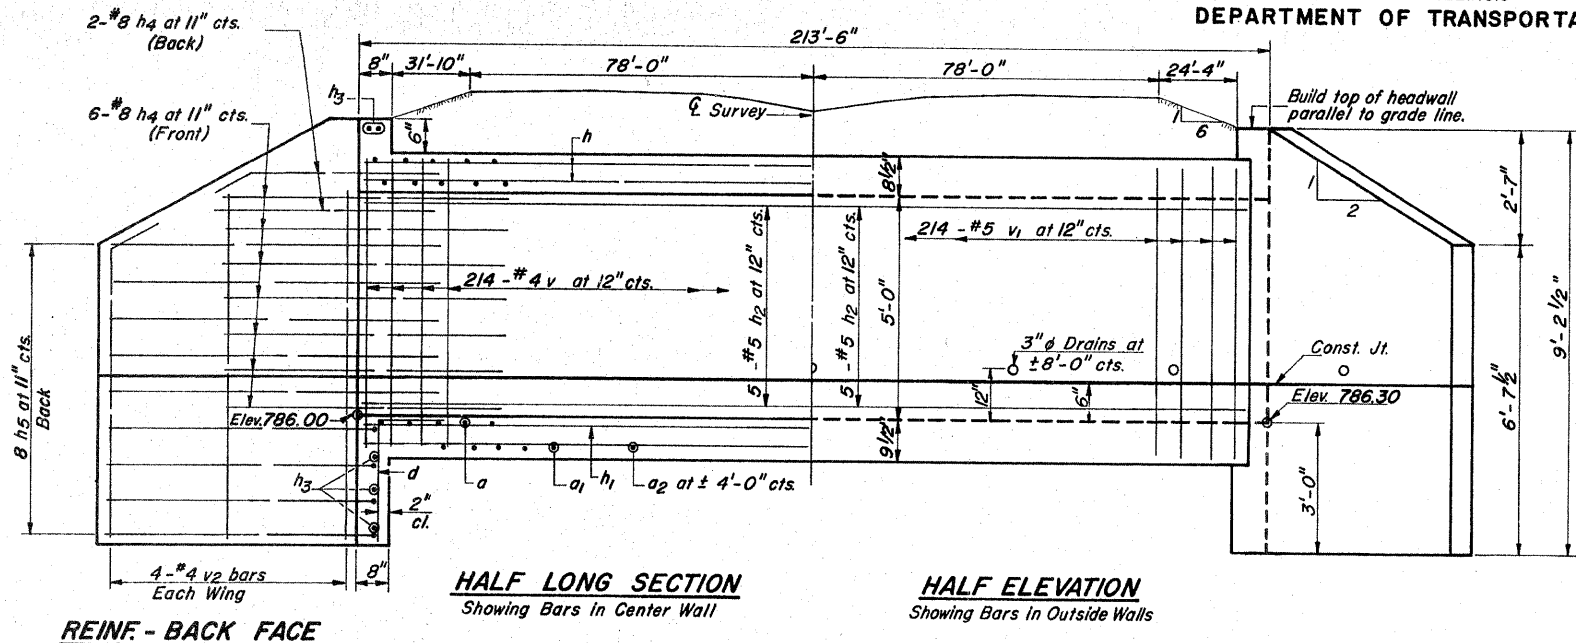 DEPARTMENT OF TRANSPORTA
2-#8 h4 at 11" cts.
(Back)
213'-6"
8"
31'-10"
78'-0"
78'-0"
24'-4"
h3
6-#8 h4 at 11" cts.
(Front)
6"
h
℄ Survey
1
6
Build top of headwall
parallel to grade line.
8½"
1
2
2'-7"
214 - #4 v at 12" cts.
5 - #5 h2 at 12" cts.
5 - #5 h2 at 12" cts.
5'-0"
214 - #5 v1 at 12" cts.
9'-2 1/2"
3" ø Drains at
±8'-0" cts.
Const. Jt.
8 h5 at 11" cts.
Back
Elev. 786.00
12"
6"
Elev. 786.30
6'-7½"
9½"
h3
d
a
a1
h1
a2 at ± 4'-0" cts.
2"
cl.
3'-0"
4-#4 v2 bars
Each Wing
8"
HALF LONG SECTION
Showing Bars in Center Wall
HALF ELEVATION
Showing Bars in Outside Walls
REINF. - BACK FACE